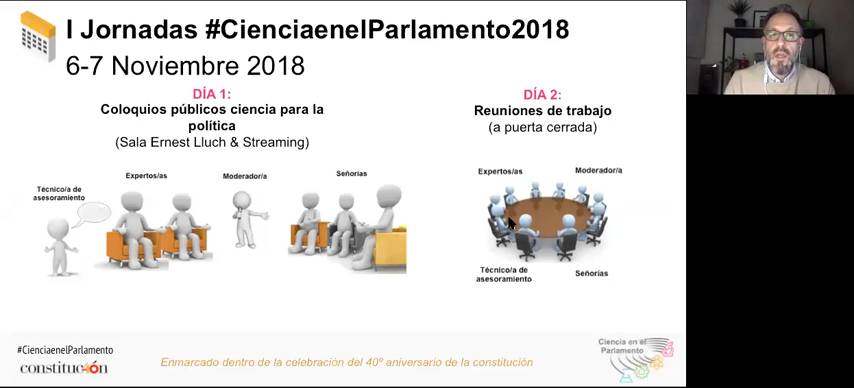 I Jornadas #CienciaenelParlamento2018
6-7 Noviembre 2018
DÍA 1:
Coloquios públicos ciencia para la
política
(Sala Ernest Lluch & Streaming)
Técnico/a de
asesoramiento
Expertos/as
Moderador/a
Señorías
DÍA 2:
Reuniones de trabajo
(a puerta cerrada)
Expertos/as
Moderador/a
Técnico/a de
asesoramiento
Señorías
#CienciaenelParlamento
constitución
Enmarcado dentro de la celebración del 40º aniversario de la constitución
Ciencia en el
Parlamento